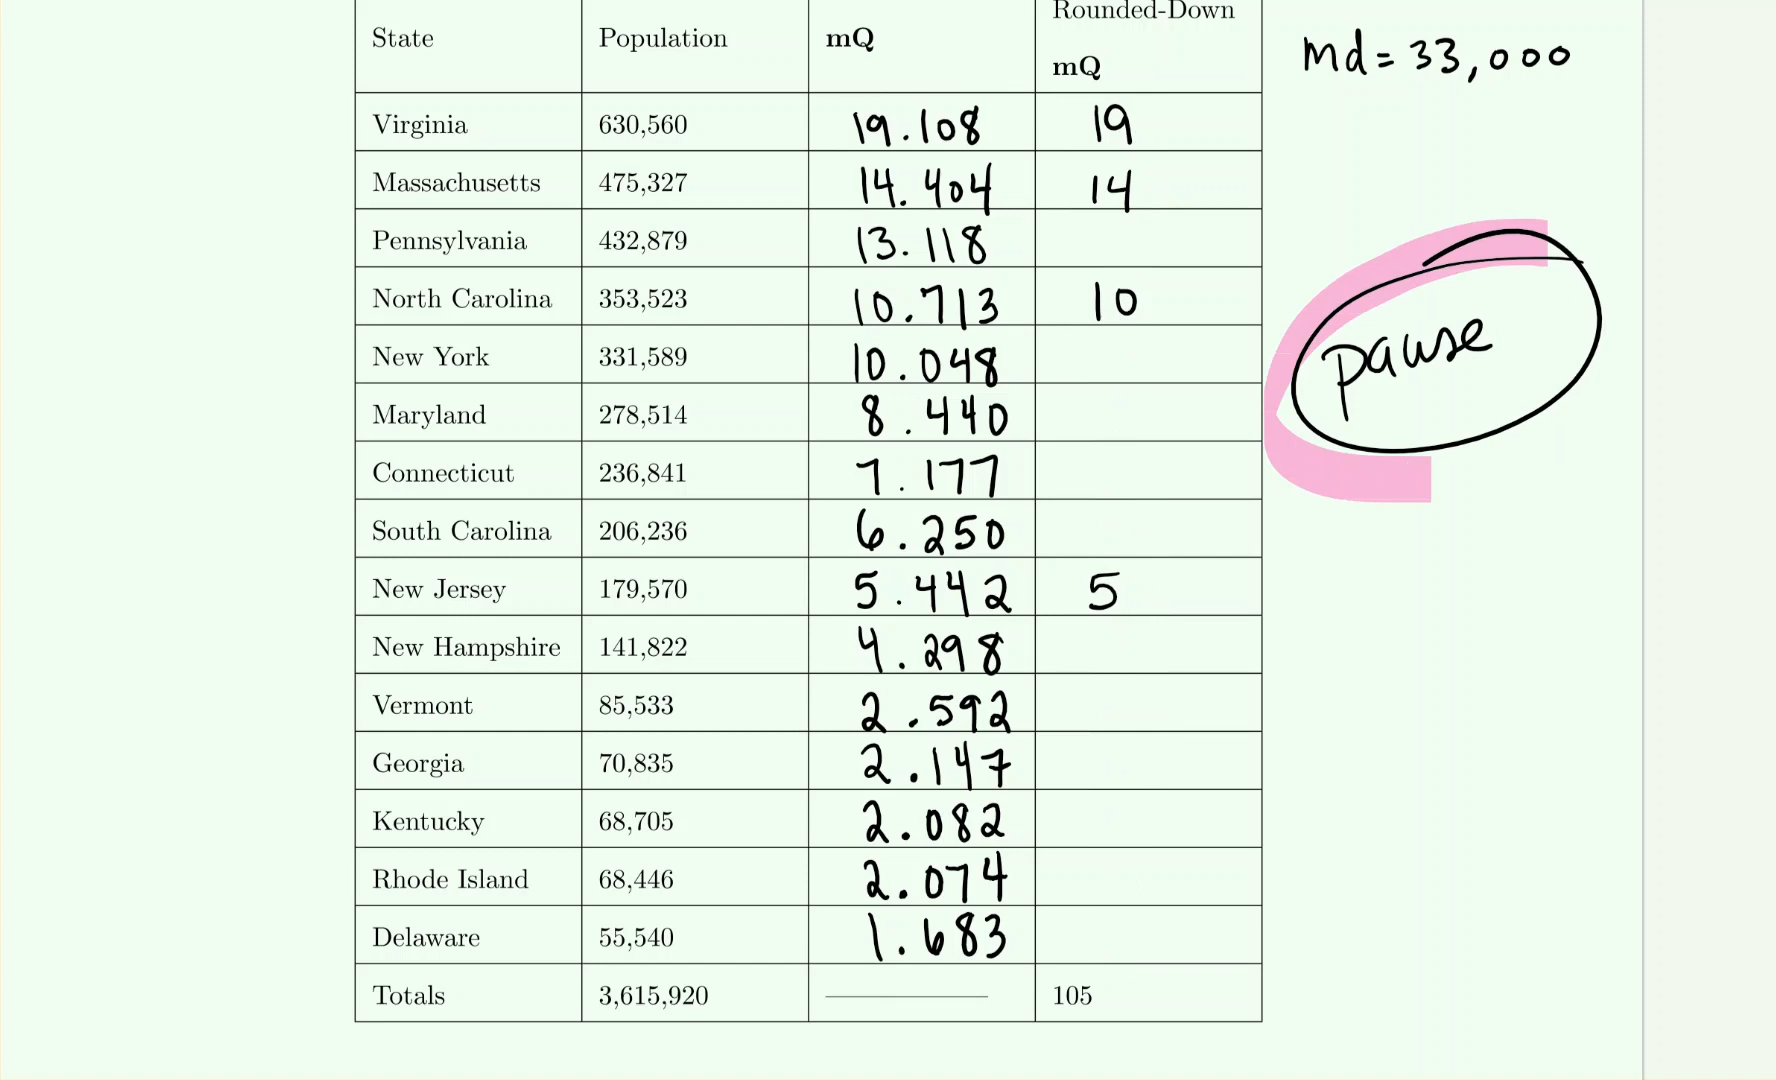 Rounded-Down
State Population mQ mQ
md = 33,000
Virginia 630,560 19.108 19
Massachusetts 475,327 14.404 14
Pennsylvania 432,879 13.118
North Carolina 353,523 10.713 10
New York 331,589 10.048
pause
Maryland 278,514 8.440
Connecticut 236,841 7.177
South Carolina 206,236 6.250
New Jersey 179,570 5.442 5
New Hampshire 141,822 4.298
Vermont 85,533 2.592
Georgia 70,835 2.147
Kentucky 68,705 2.082
Rhode Island 68,446 2.074
Delaware 55,540 1.683
Totals 3,615,920 105